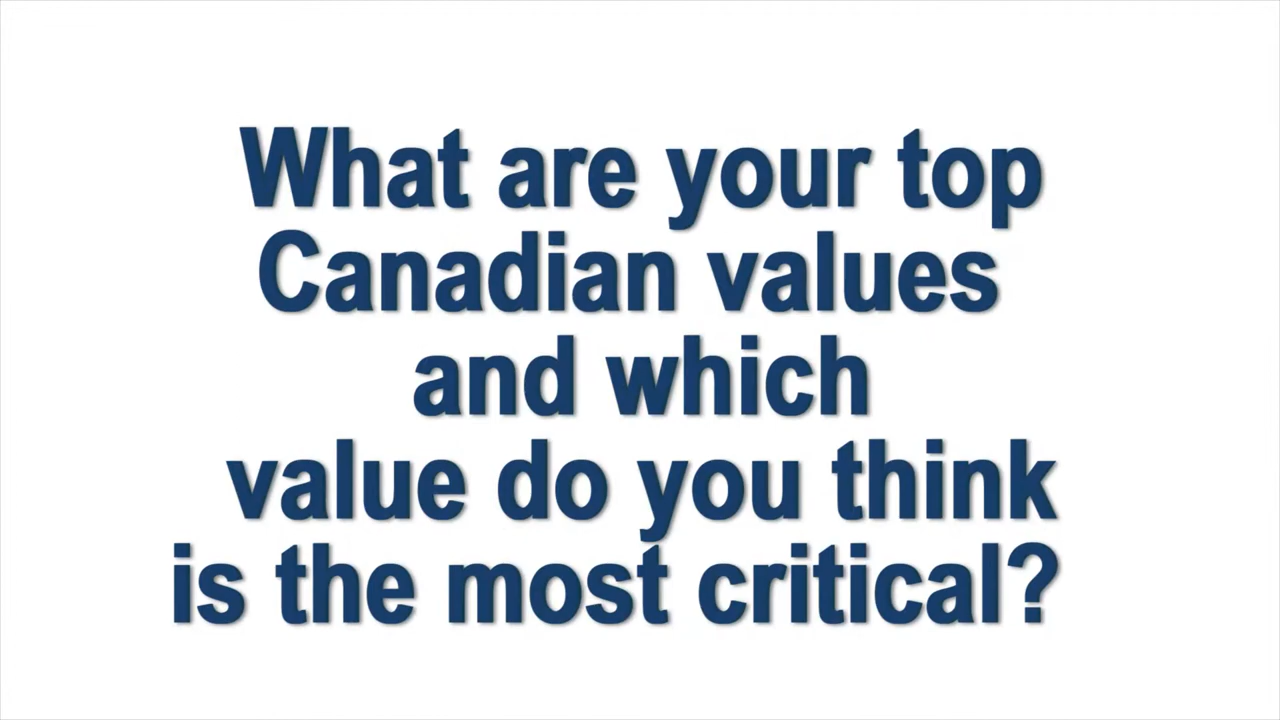 What are your top
Canadian values
and which
value do you think
is the most critical?